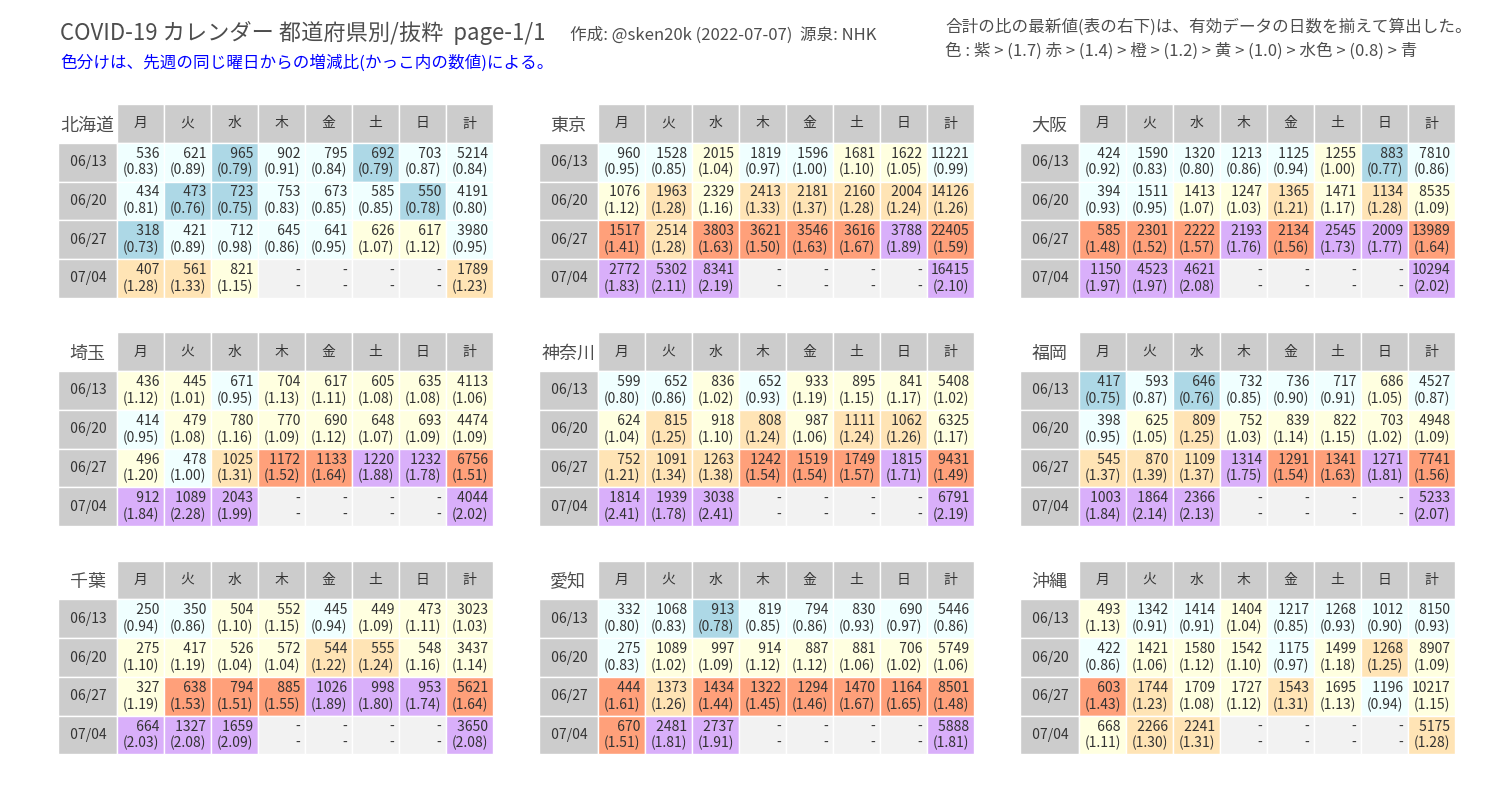 COVID-19 カレンダー 都道府県別/抜粋 page-1/1 作成: @sken20k (2022-07-07) 源泉: NHK
色分けは、先週の同じ曜日からの増減比(かっこ内の数値)による。
合計の比の最新値(表の右下)は、有効データの日数を揃えて算出した。
色 : 紫 > (1.7) 赤 > (1.4) > 橙 > (1.2) > 黄 > (1.0) > 水色 > (0.8) > 青
北海道 月 火 水 木 金 土 日 計
06/13 536 621 965 902 795 692 703 5214
(0.83) (0.89) (0.79) (0.91) (0.84) (0.79) (0.87) (0.84)
06/20 434 473 723 753 673 585 550 4191
(0.81) (0.76) (0.75) (0.83) (0.85) (0.85) (0.78) (0.80)
06/27 318 421 712 645 641 626 617 3980
(0.73) (0.89) (0.98) (0.86) (0.95) (1.07) (1.12) (0.95)
07/04 407 561 821 - - - - 1789
(1.28) (1.33) (1.15) - - - - (1.23)
東京 月 火 水 木 金 土 日 計
06/13 960 1528 2015 1819 1596 1681 1622 11221
(0.95) (0.85) (1.04) (0.97) (1.00) (1.10) (1.05) (0.99)
06/20 1076 1963 2329 2413 2181 2160 2004 14126
(1.12) (1.28) (1.16) (1.33) (1.37) (1.28) (1.24) (1.26)
06/27 1517 2514 3803 3621 3546 3616 3788 22405
(1.41) (1.28) (1.63) (1.50) (1.63) (1.67) (1.89) (1.59)
07/04 2772 5302 8341 - - - - 16415
(1.83) (2.11) (2.19) - - - - (2.10)
大阪 月 火 水 木 金 土 日 計
06/13 424 1590 1320 1213 1125 1255 883 7810
(0.92) (0.83) (0.80) (0.86) (0.94) (1.00) (0.77) (0.86)
06/20 394 1511 1413 1247 1365 1471 1134 8535
(0.93) (0.95) (1.07) (1.03) (1.21) (1.17) (1.28) (1.09)
06/27 585 2301 2222 2193 2134 2545 2009 13989
(1.48) (1.52) (1.57) (1.76) (1.56) (1.73) (1.77) (1.64)
07/04 1150 4523 4621 - - - - 10294
(1.97) (1.97) (2.08) - - - - (2.02)
埼玉 月 火 水 木 金 土 日 計
06/13 436 445 671 704 617 605 635 4113
(1.12) (1.01) (0.95) (1.13) (1.11) (1.08) (1.08) (1.06)
06/20 414 479 780 770 690 648 693 4474
(0.95) (1.08) (1.16) (1.09) (1.12) (1.07) (1.09) (1.09)
06/27 496 478 1025 1172 1133 1220 1232 6756
(1.20) (1.00) (1.31) (1.52) (1.64) (1.88) (1.78) (1.51)
07/04 912 1089 2043 - - - - 4044
(1.84) (2.28) (1.99) - - - - (2.02)
神奈川 月 火 水 木 金 土 日 計
06/13 599 652 836 652 933 895 841 5408
(0.80) (0.86) (1.02) (0.93) (1.19) (1.15) (1.17) (1.02)
06/20 624 815 918 808 987 1111 1062 6325
(1.04) (1.25) (1.10) (1.24) (1.06) (1.24) (1.26) (1.17)
06/27 752 1091 1263 1242 1519 1749 1815 9431
(1.21) (1.34) (1.38) (1.54) (1.54) (1.57) (1.71) (1.49)
07/04 1814 1939 3038 - - - - 6791
(2.41) (1.78) (2.41) - - - - (2.19)
福岡 月 火 水 木 金 土 日 計
06/13 417 593 646 732 736 717 686 4527
(0.75) (0.87) (0.76) (0.85) (0.90) (0.91) (1.05) (0.87)
06/20 398 625 809 752 839 822 703 4948
(0.95) (1.05) (1.25) (1.03) (1.14) (1.15) (1.02) (1.09)
06/27 545 870 1109 1314 1291 1341 1271 7741
(1.37) (1.39) (1.37) (1.75) (1.54) (1.63) (1.81) (1.56)
07/04 1003 1864 2366 - - - - 5233
(1.84) (2.14) (2.13) - - - - (2.07)
千葉 月 火 水 木 金 土 日 計
06/13 250 350 504 552 445 449 473 3023
(0.94) (0.86) (1.10) (1.15) (0.94) (1.09) (1.11) (1.03)
06/20 275 417 526 572 544 555 548 3437
(1.10) (1.19) (1.04) (1.04) (1.22) (1.24) (1.16) (1.14)
06/27 327 638 794 885 1026 998 953 5621
(1.19) (1.53) (1.51) (1.55) (1.89) (1.80) (1.74) (1.64)
07/04 664 1327 1659 - - - - 3650
(2.03) (2.08) (2.09) - - - - (2.08)
愛知 月 火 水 木 金 土 日 計
06/13 332 1068 913 819 794 830 690 5446
(0.80) (0.83) (0.78) (0.85) (0.86) (0.93) (0.97) (0.86)
06/20 275 1089 997 914 887 881 706 5749
(0.83) (1.02) (1.09) (1.12) (1.12) (1.06) (1.02) (1.06)
06/27 444 1373 1434 1322 1294 1470 1164 8501
(1.61) (1.26) (1.44) (1.45) (1.46) (1.67) (1.65) (1.48)
07/04 670 2481 2737 - - - - 5888
(1.51) (1.81) (1.91) - - - - (1.81)
沖縄 月 火 水 木 金 土 日 計
06/13 493 1342 1414 1404 1217 1268 1012 8150
(1.13) (0.91) (0.91) (1.04) (0.85) (0.93) (0.90) (0.93)
06/20 422 1421 1580 1542 1175 1499 1268 8907
(0.86) (1.06) (1.12) (1.10) (0.97) (1.18) (1.25) (1.09)
06/27 603 1744 1709 1727 1543 1695 1196 10217
(1.43) (1.23) (1.08) (1.12) (1.31) (1.13) (0.94) (1.15)
07/04 668 2266 2241 - - - - 5175
(1.11) (1.30) (1.31) - - - - (1.28)